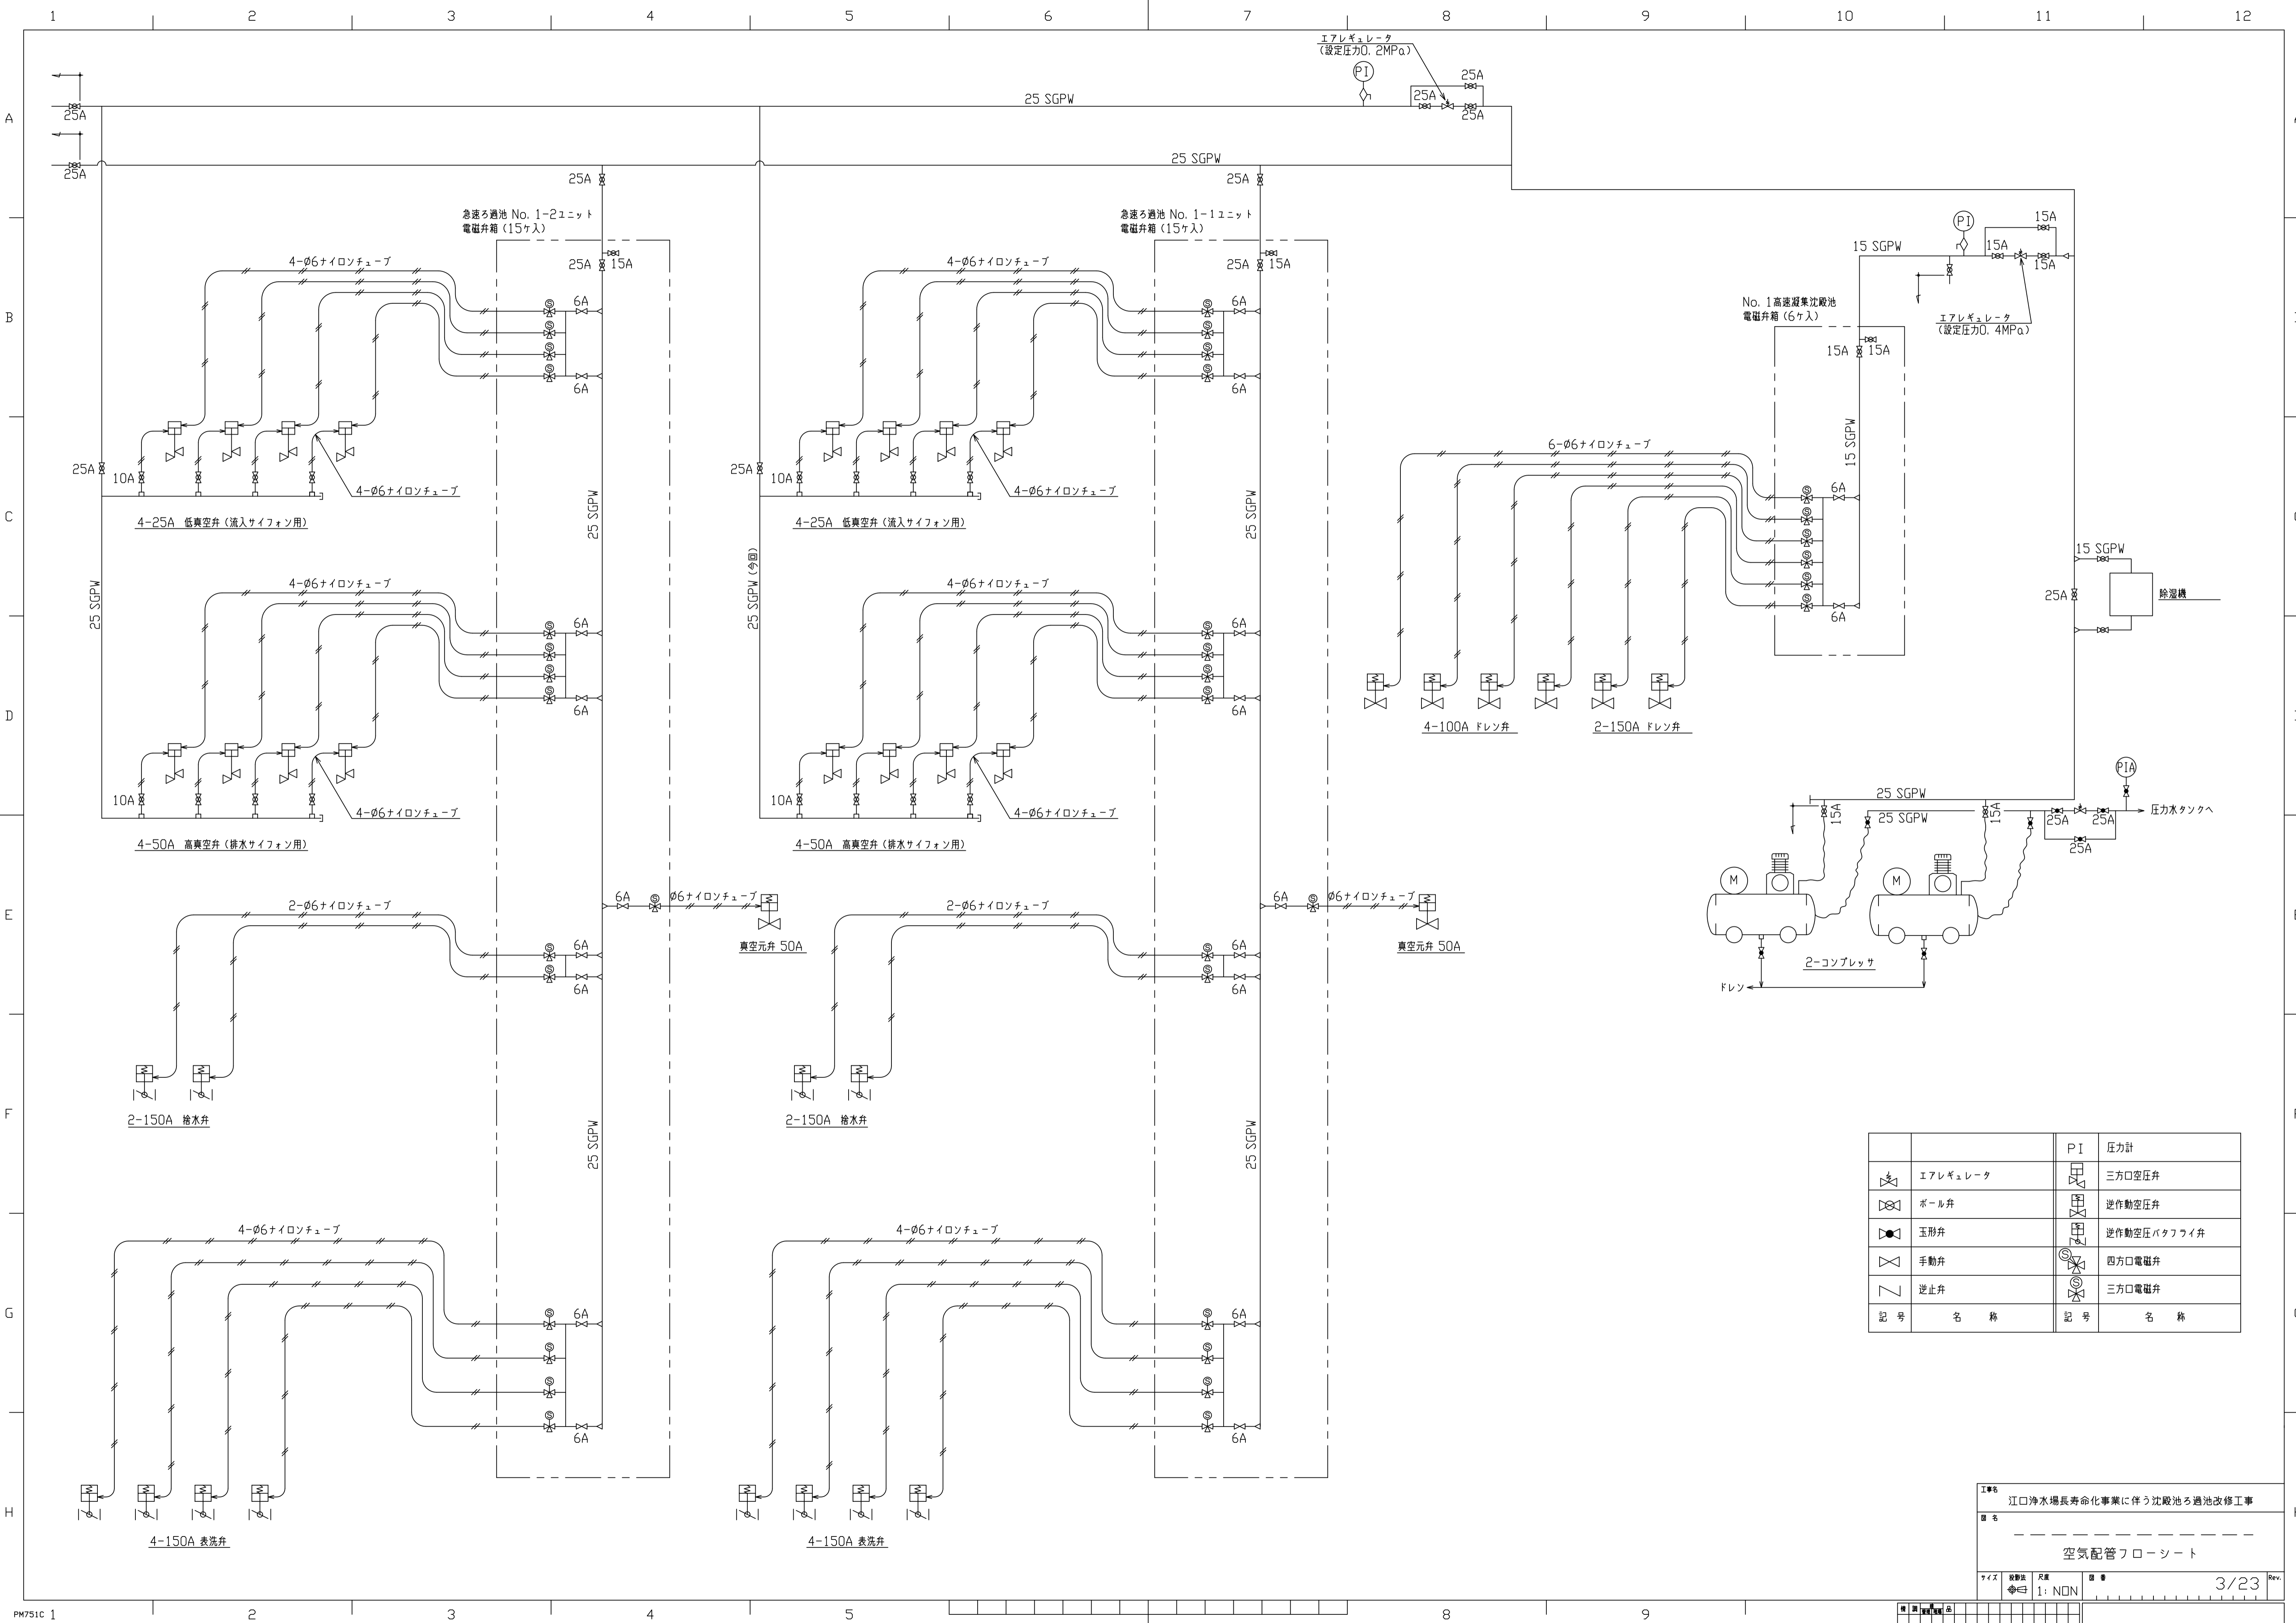 1 2 3 4 5 6 7 8 9 10 11 12
A
B
C
D
E
F
G
H
エアレギュレータ
(設定圧力0. 2MPa)
PI
25A
25A
25A
25 SGPW
25A
25A
25 SGPW
25A
25A
急速ろ過池 No. 1-2ユニット
電磁弁箱(15ケ入)
25A 15A
4-φ6ナイロンチューブ
6A
6A
25A
10A
4-φ6ナイロンチューブ
4-25A 低真空弁(流入サイフォン用)
25 SGPW
25 SGPW
4-φ6ナイロンチューブ
6A
6A
10A
4-φ6ナイロンチューブ
4-50A 高真空弁(排水サイフォン用)
6A
φ6ナイロンチューブ
真空元弁 50A
2-φ6ナイロンチューブ
6A
6A
2-150A 捨水弁
25 SGPW
4-φ6ナイロンチューブ
6A
6A
4-150A 表洗弁
急速ろ過池 No. 1-1ユニット
電磁弁箱(15ケ入)
25A 15A
4-φ6ナイロンチューブ
6A
6A
25A
10A
4-φ6ナイロンチューブ
4-25A 低真空弁(流入サイフォン用)
25 SGPW
25 SGPW(今回)
4-φ6ナイロンチューブ
6A
6A
10A
4-φ6ナイロンチューブ
4-50A 高真空弁(排水サイフォン用)
6A
φ6ナイロンチューブ
真空元弁 50A
2-φ6ナイロンチューブ
6A
6A
2-150A 捨水弁
25 SGPW
4-φ6ナイロンチューブ
6A
6A
4-150A 表洗弁
PI
15A
15 SGPW
15A
15A
エアレギュレータ
(設定圧力0. 4MPa)
No. 1高速凝集沈殿池
電磁弁箱(6ケ入)
15A 15A
15 SGPW
6-φ6ナイロンチューブ
6A
6A
4-100A ドレン弁
2-150A ドレン弁
15 SGPW
25A
除湿機
PIA
25 SGPW
15A
25 SGPW
15A
25A
25A
圧力水タンクへ
25A
M
M
2-コンプレッサ
ドレン
PI 圧力計
エアレギュレータ 三方口空圧弁
ボール弁 逆作動空圧弁
玉形弁 逆作動空圧バタフライ弁
手動弁 S 四方口電磁弁
逆止弁 S 三方口電磁弁
記 号 名 称 記 号 名 称
工事名
江口浄水場長寿命化事業に伴う沈殿池ろ過池改修工事
図 名
空気配管フローシート
サイズ 投影法 尺度 図 番 Rev.
1: NON
3/23
PM751C 1 2 3 4 5 8 9